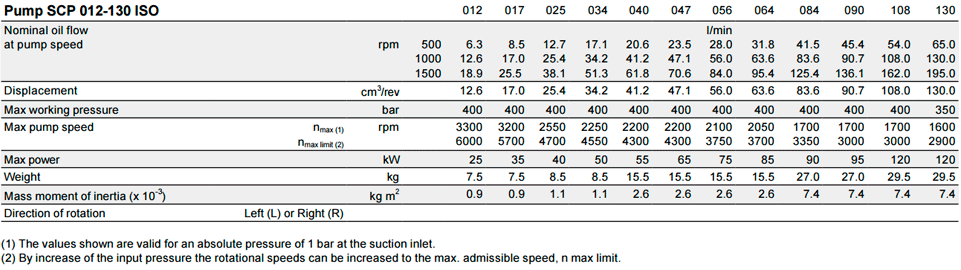 Pump SCP 012-130 ISO 012 017 025 034 040 047 056 064 084 090 108 130
Nominal oil flow l/min
at pump speed rpm 500 6.3 8.5 12.7 17.1 20.6 23.5 28.0 31.8 41.5 45.4 54.0 65.0
1000 12.6 17.0 25.4 34.2 41.2 47.1 56.0 63.6 83.6 90.7 108.0 130.0
1500 18.9 25.5 38.1 51.3 61.8 70.6 84.0 95.4 125.4 136.1 162.0 195.0
Displacement cm³/rev 12.6 17.0 25.4 34.2 41.2 47.1 56.0 63.6 83.6 90.7 108.0 130.0
Max working pressure bar 400 400 400 400 400 400 400 400 400 400 400 350
Max pump speed nmax (1) rpm 3300 3200 2550 2250 2200 2200 2100 2050 1700 1700 1700 1600
nmax limit (2) 6000 5700 4700 4550 4300 4300 3750 3700 3350 3000 3000 2900
Max power kW 25 35 40 50 55 65 75 85 90 95 120 120
Weight kg 7.5 7.5 8.5 8.5 15.5 15.5 15.5 15.5 27.0 27.0 29.5 29.5
Mass moment of inertia (x 10⁻³) kg m² 0.9 0.9 1.1 1.1 2.6 2.6 2.6 2.6 7.4 7.4 7.4 7.4
Direction of rotation Left (L) or Right (R)
(1) The values shown are valid for an absolute pressure of 1 bar at the suction inlet.
(2) By increase of the input pressure the rotational speeds can be increased to the max. admissible speed, n max limit.